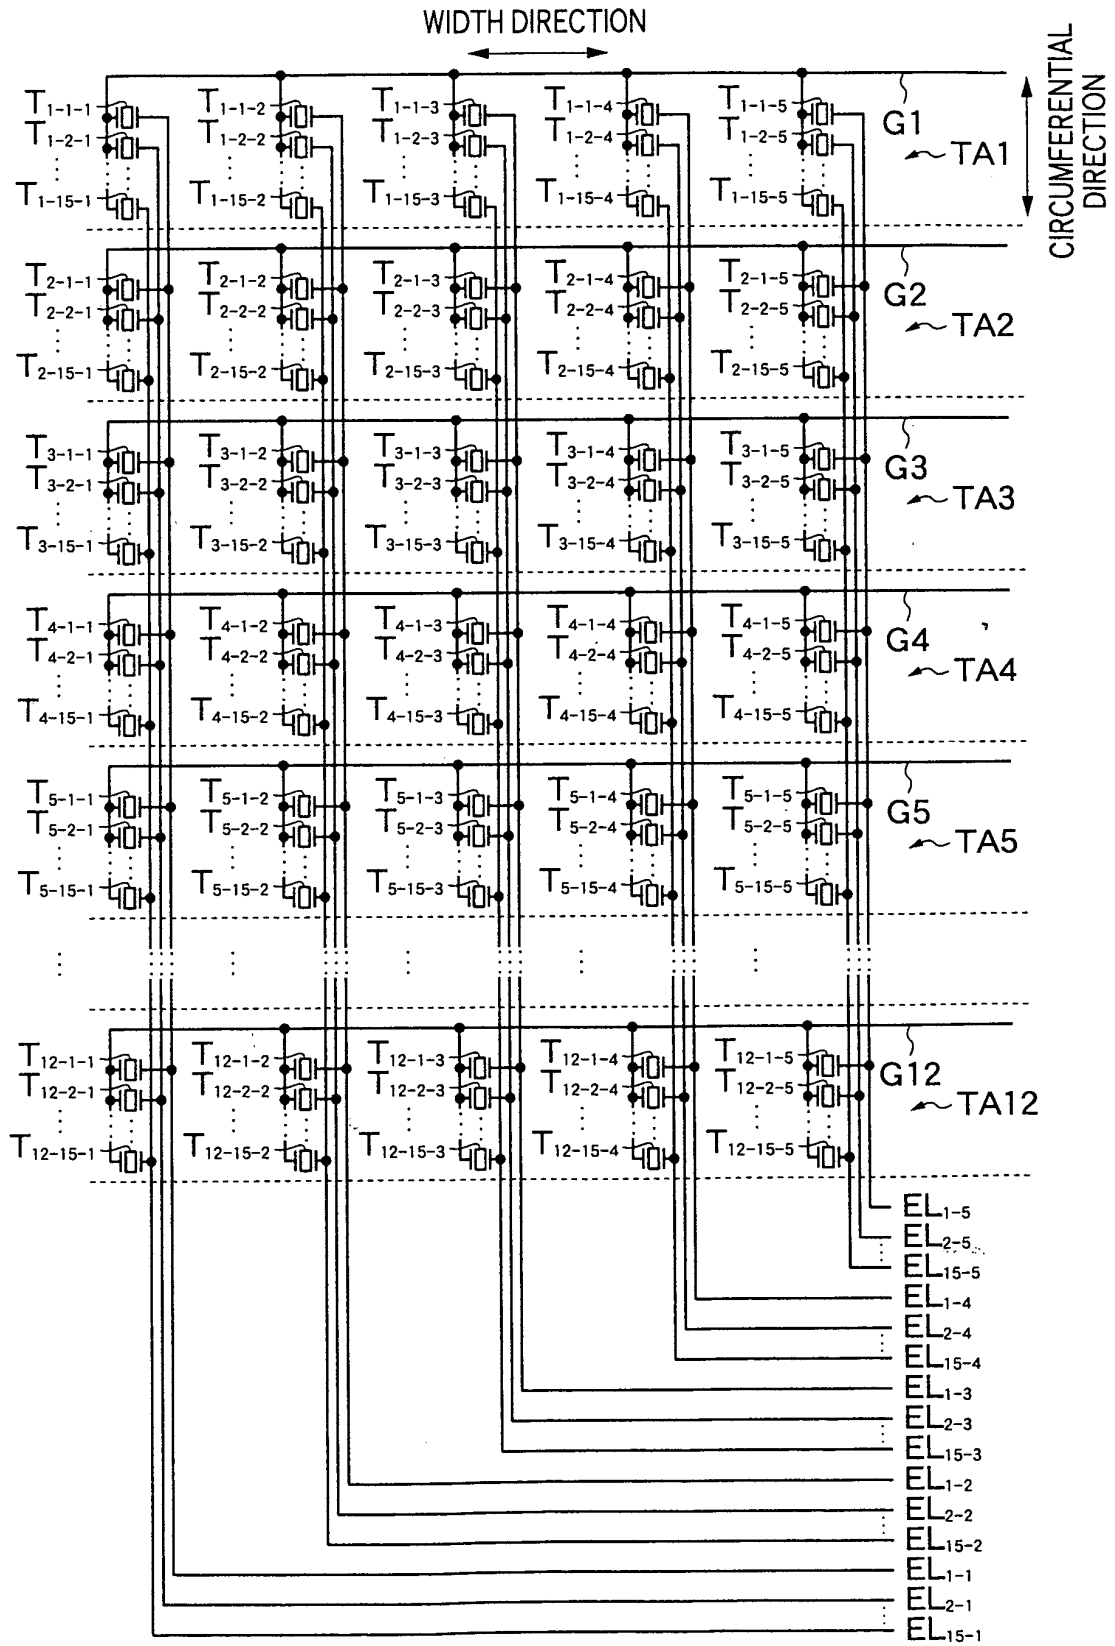 WIDTH DIRECTION
CIRCUMFERENTIAL
DIRECTION
T1-1-1 T1-1-2 T1-1-3 T1-1-4 T1-1-5 G1
T1-2-1 T1-2-2 T1-2-3 T1-2-4 T1-2-5 TA1
T1-15-1 T1-15-2 T1-15-3 T1-15-4 T1-15-5
T2-1-1 T2-1-2 T2-1-3 T2-1-4 T2-1-5 G2
T2-2-1 T2-2-2 T2-2-3 T2-2-4 T2-2-5 TA2
T2-15-1 T2-15-2 T2-15-3 T2-15-4 T2-15-5
T3-1-1 T3-1-2 T3-1-3 T3-1-4 T3-1-5 G3
T3-2-1 T3-2-2 T3-2-3 T3-2-4 T3-2-5 TA3
T3-15-1 T3-15-2 T3-15-3 T3-15-4 T3-15-5
T4-1-1 T4-1-2 T4-1-3 T4-1-4 T4-1-5 G4
T4-2-1 T4-2-2 T4-2-3 T4-2-4 T4-2-5 TA4
T4-15-1 T4-15-2 T4-15-3 T4-15-4 T4-15-5
T5-1-1 T5-1-2 T5-1-3 T5-1-4 T5-1-5 G5
T5-2-1 T5-2-2 T5-2-3 T5-2-4 T5-2-5 TA5
T5-15-1 T5-15-2 T5-15-3 T5-15-4 T5-15-5
T12-1-1 T12-1-2 T12-1-3 T12-1-4 T12-1-5 G12
T12-2-1 T12-2-2 T12-2-3 T12-2-4 T12-2-5 TA12
T12-15-1 T12-15-2 T12-15-3 T12-15-4 T12-15-5
EL1-5
EL2-5
EL15-5
EL1-4
EL2-4
EL15-4
EL1-3
EL2-3
EL15-3
EL1-2
EL2-2
EL15-2
EL1-1
EL2-1
EL15-1